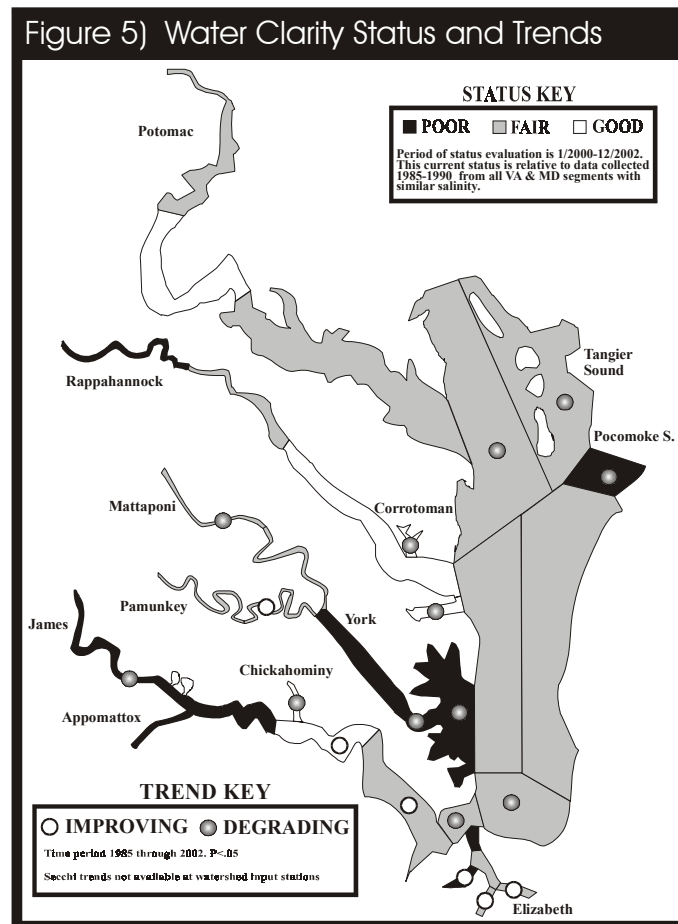 Figure 5) Water Clarity Status and Trends
STATUS KEY
POOR FAIR GOOD
Period of status evaluation is 1/2000-12/2002.
This current status is relative to data collected
1985-1990 from all VA & MD segments with
similar salinity.
Potomac
Tangier
Sound
Rappahannock
Pocomoke S.
Mattaponi
Corrotoman
Pamunkey
York
James
Chickahominy
Appomattox
TREND KEY
IMPROVING DEGRADING
Time period 1985 through 2002. P<.05
Secchi trends not available at watershed input stations
Elizabeth